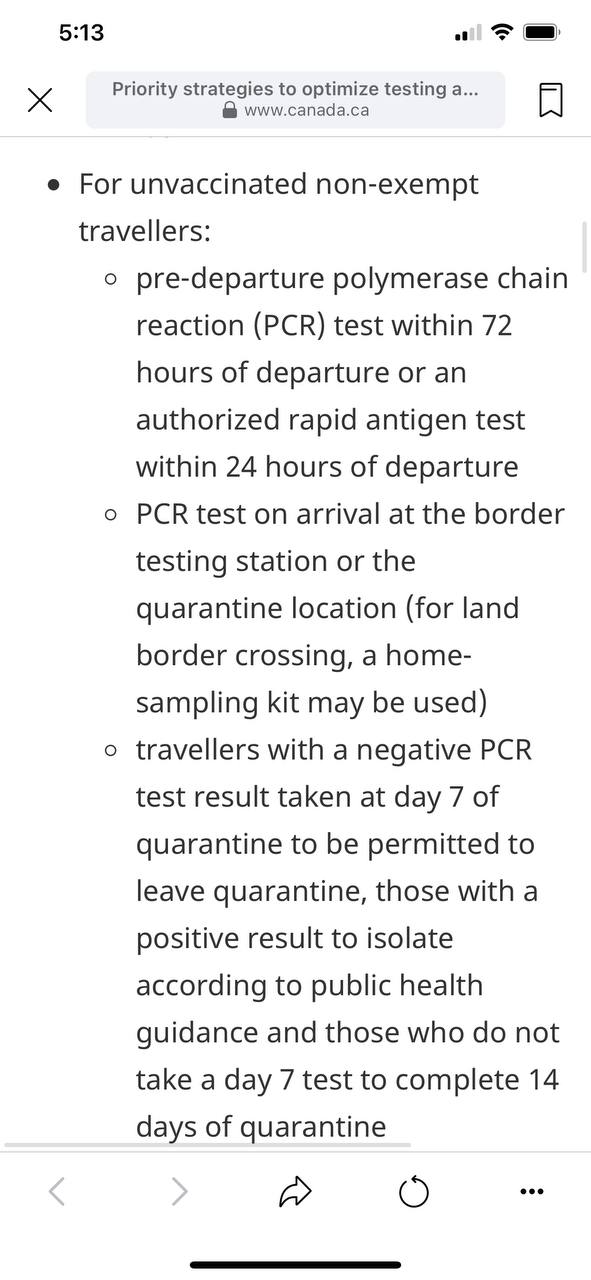 5:13
Priority strategies to optimize testing a...
www.canada.ca
• For unvaccinated non-exempt
travellers:
○ pre-departure polymerase chain
reaction (PCR) test within 72
hours of departure or an
authorized rapid antigen test
within 24 hours of departure
○ PCR test on arrival at the border
testing station or the
quarantine location (for land
border crossing, a home-
sampling kit may be used)
○ travellers with a negative PCR
test result taken at day 7 of
quarantine to be permitted to
leave quarantine, those with a
positive result to isolate
according to public health
guidance and those who do not
take a day 7 test to complete 14
days of quarantine